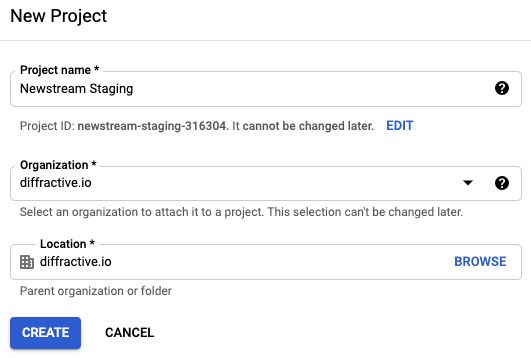 New Project
Project name *
Newstream Staging
Project ID: newstream-staging-316304. It cannot be changed later. EDIT
Organization *
diffractive.io
Select an organization to attach it to a project. This selection can't be changed later.
Location *
diffractive.io BROWSE
Parent organization or folder
CREATE CANCEL